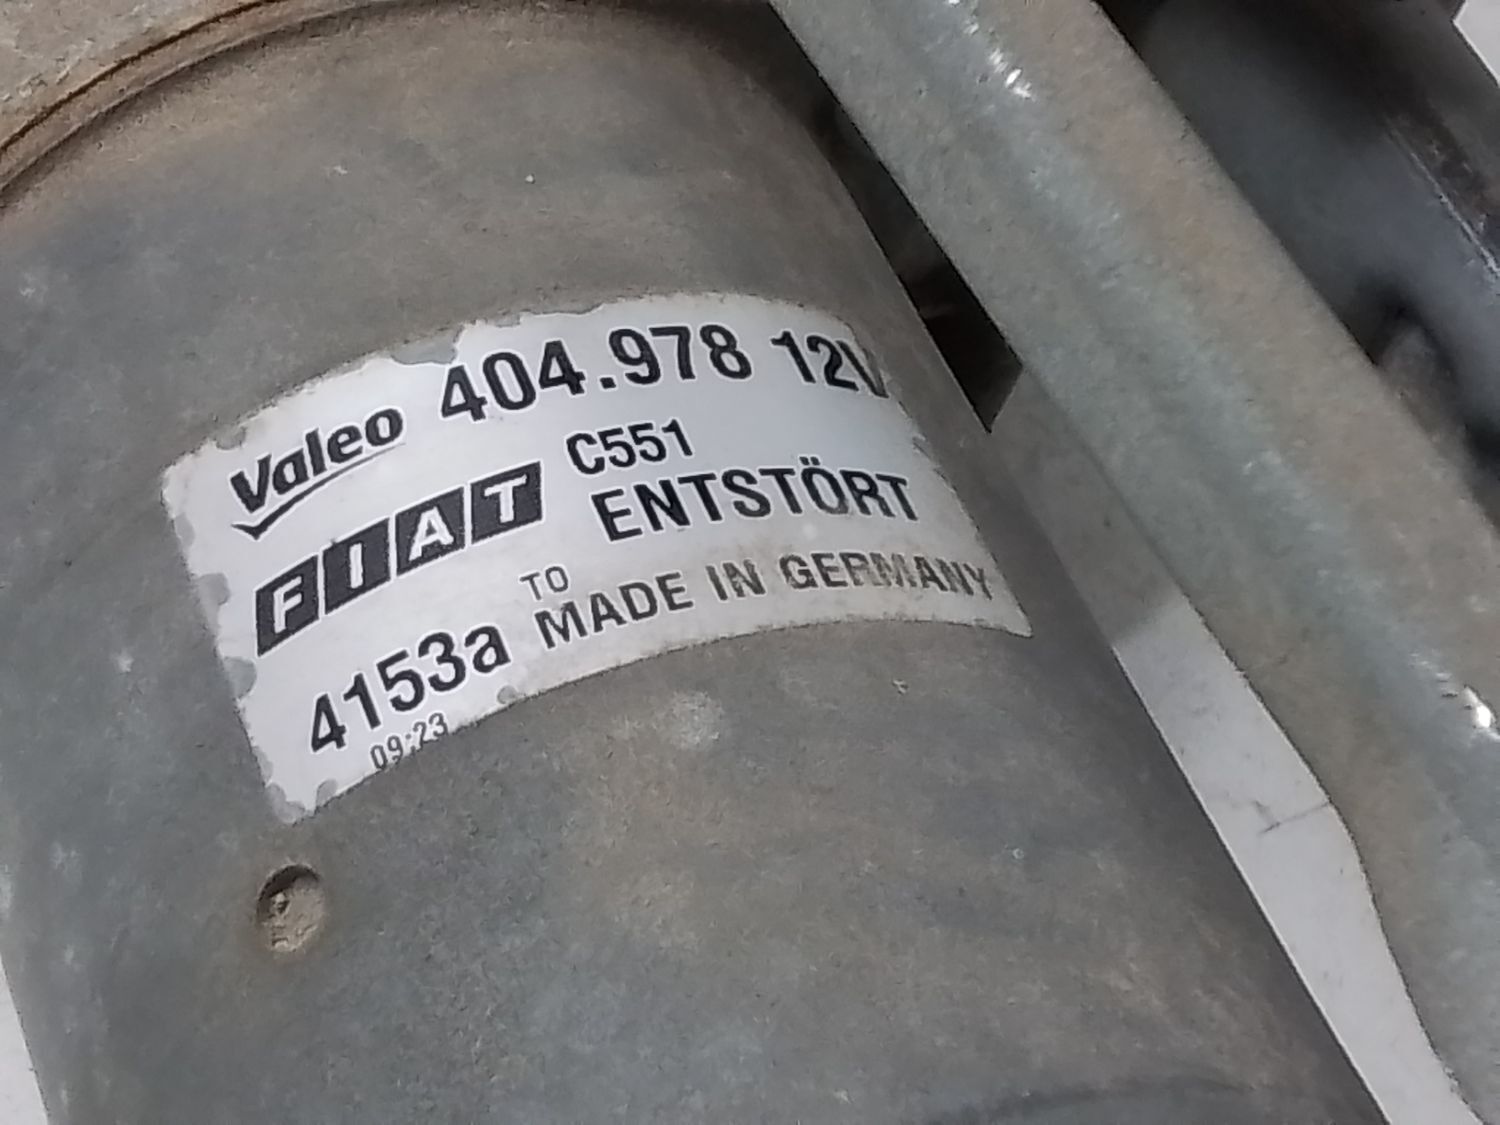 Valeo 404.978 12V
FIAT C551
ENTSTÖRT
TO
4153a MADE IN GERMANY
09:23